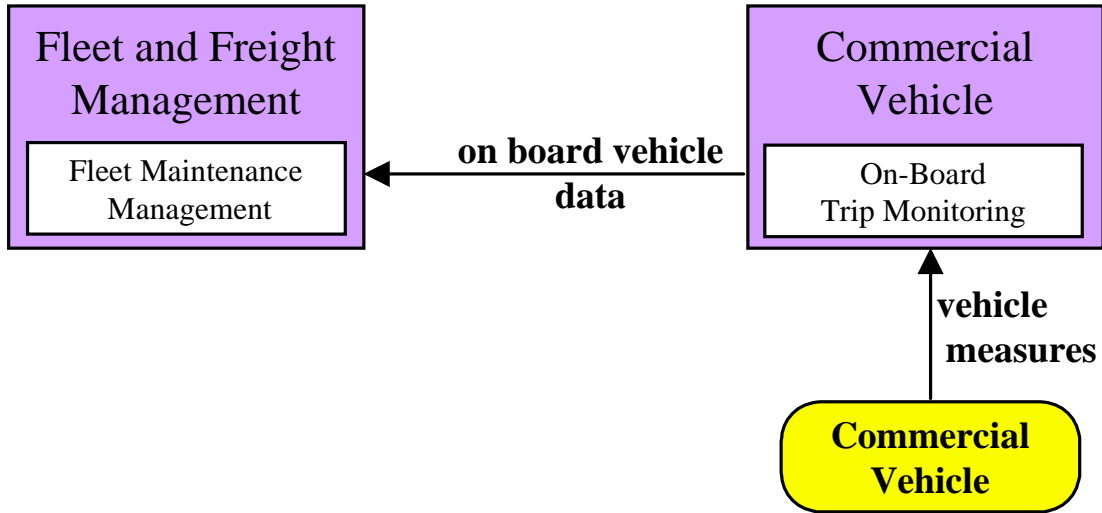 Fleet and Freight
Management
Fleet Maintenance
Management
on board vehicle
data
Commercial
Vehicle
On-Board
Trip Monitoring
vehicle
measures
Commercial
Vehicle